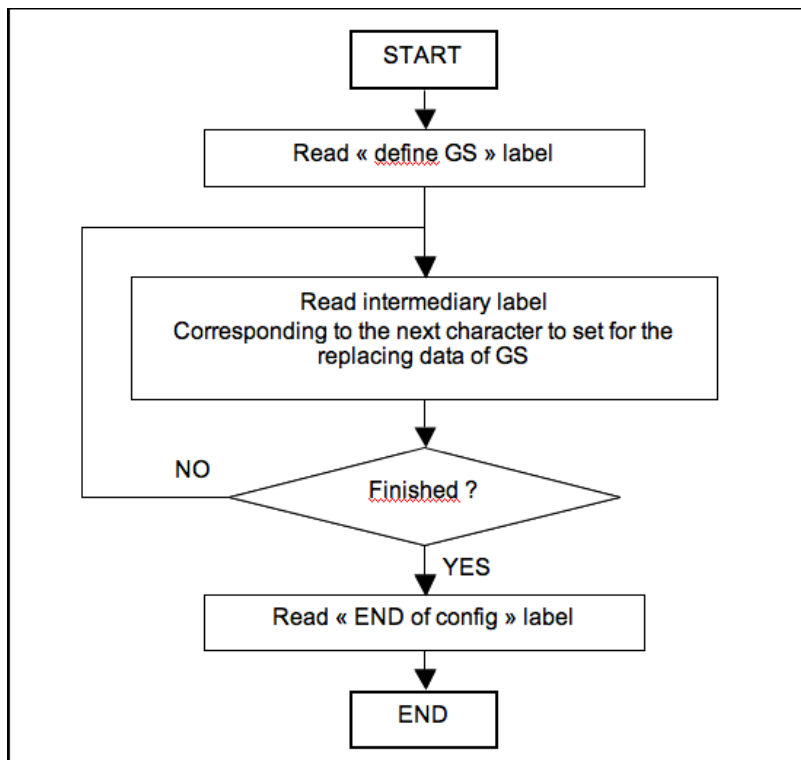 START
Read « define GS » label
Read intermediary label
Corresponding to the next character to set for the
replacing data of GS
NO
Finished ?
YES
Read « END of config » label
END